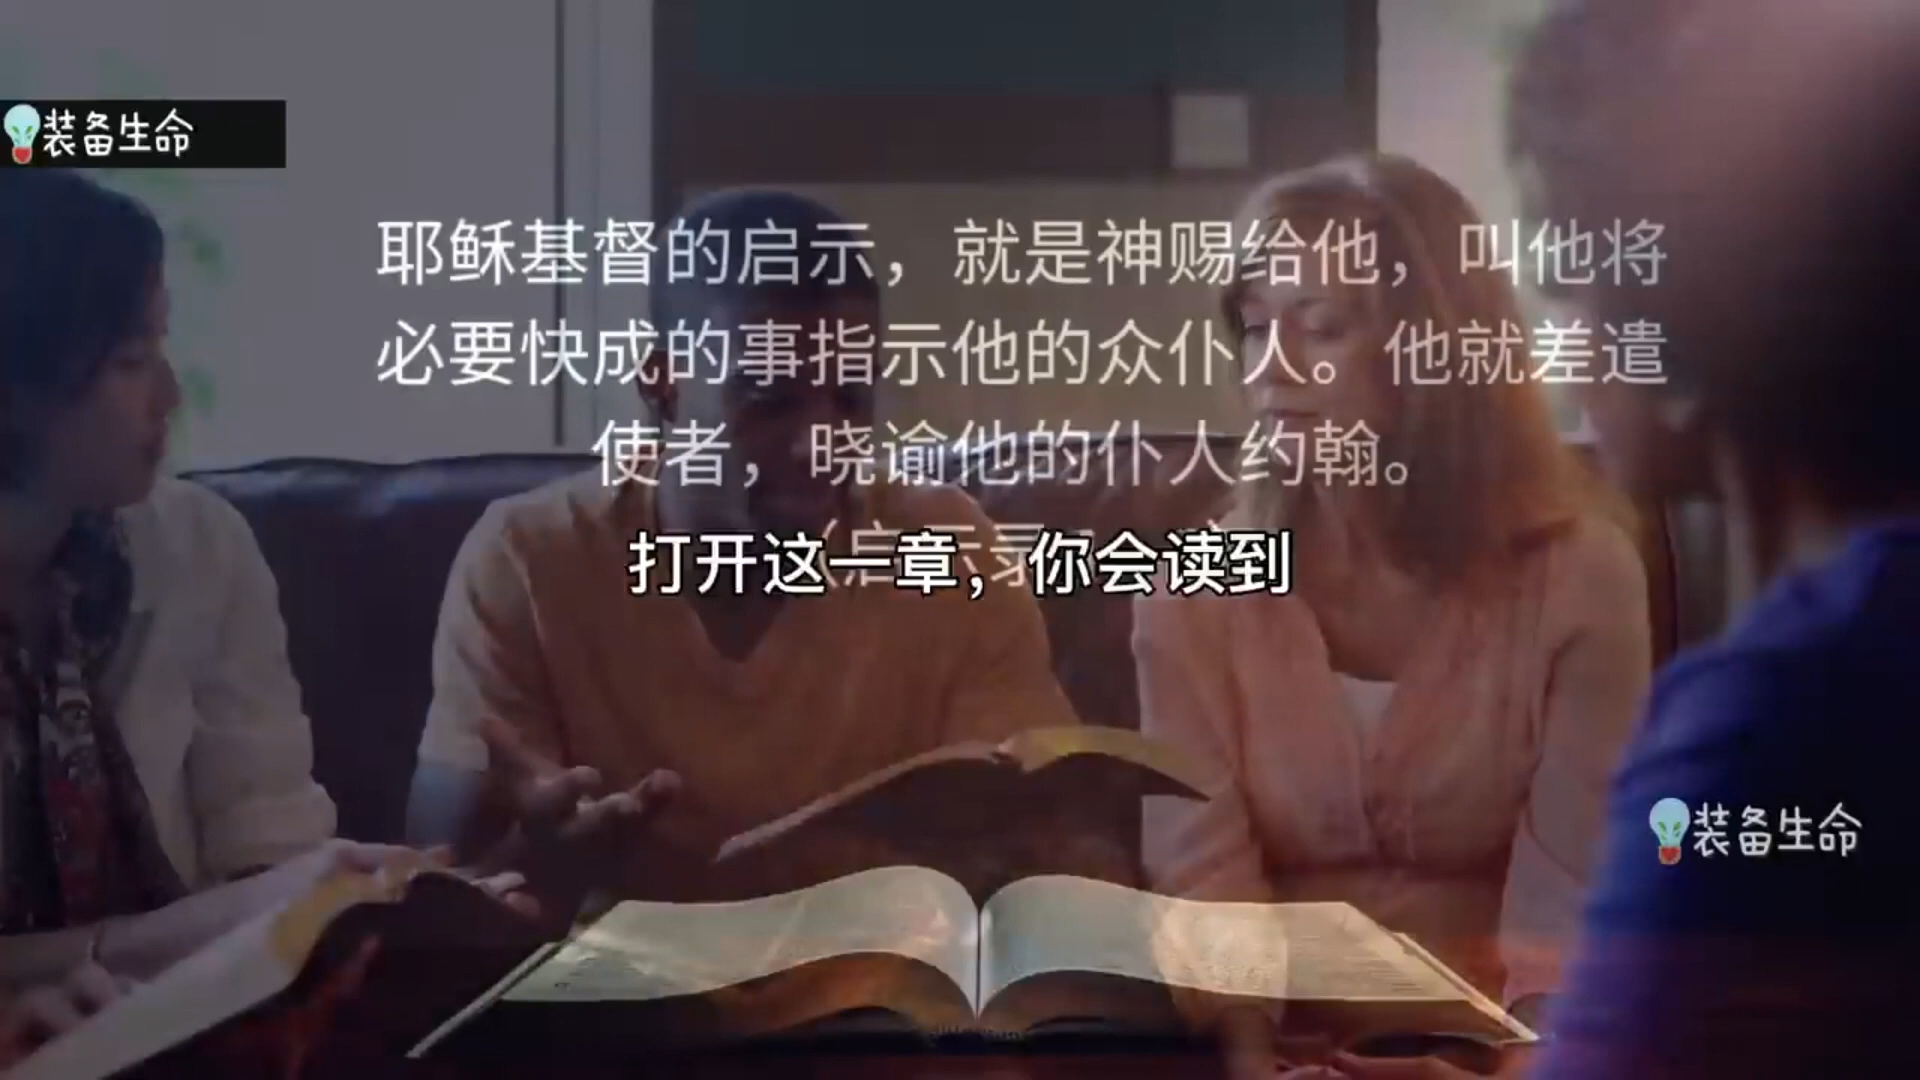 装备生命
耶稣基督的启示，就是神赐给他，叫他将
必要快成的事指示他的众仆人。他就差遣
使者，晓谕他的仆人约翰。
打开这一章，你会读到
装备生命